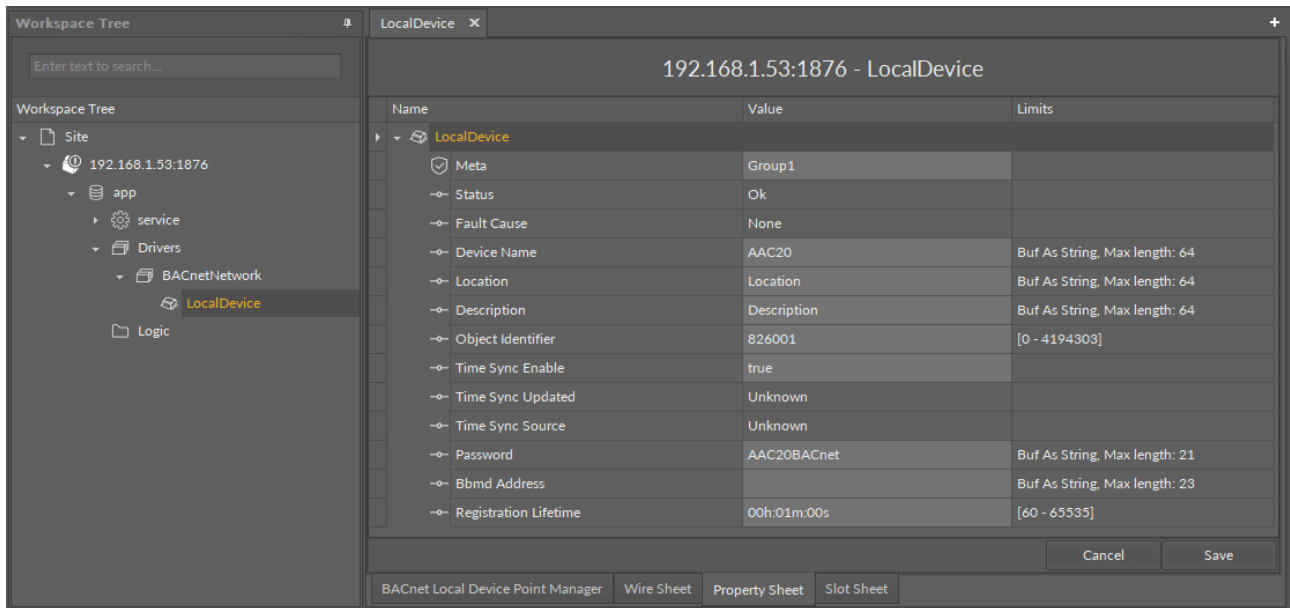 Workspace Tree
Enter text to search...
Workspace Tree
Site
192.168.1.53:1876
app
service
Drivers
BACnetNetwork
LocalDevice
Logic
LocalDevice
192.168.1.53:1876 - LocalDevice
Name Value Limits
LocalDevice
Meta Group1
Status Ok
Fault Cause None
Device Name AAC20 Buf As String, Max length: 64
Location Location Buf As String, Max length: 64
Description Description Buf As String, Max length: 64
Object Identifier 826001 [0 - 4194303]
Time Sync Enable true
Time Sync Updated Unknown
Time Sync Source Unknown
Password AAC20BACnet Buf As String, Max length: 21
Bbmd Address Buf As String, Max length: 23
Registration Lifetime 00h:01m:00s [60 - 65535]
Cancel Save
BACnet Local Device Point Manager Wire Sheet Property Sheet Slot Sheet